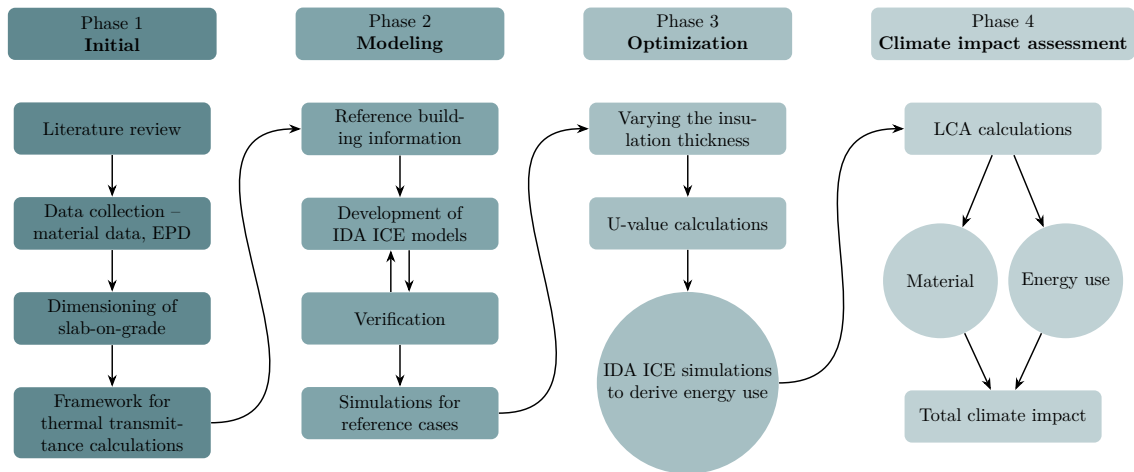 Phase 1
Initial
Phase 2
Modeling
Phase 3
Optimization
Phase 4
Climate impact assessment
Literature review
Data collection –
material data, EPD
Dimensioning of
slab-on-grade
Framework for
thermal transmit-
tance calculations
Reference build-
ing information
Development of
IDA ICE models
Verification
Simulations for
reference cases
Varying the insu-
lation thickness
U-value calculations
IDA ICE simulations
to derive energy use
LCA calculations
Material
Energy use
Total climate impact